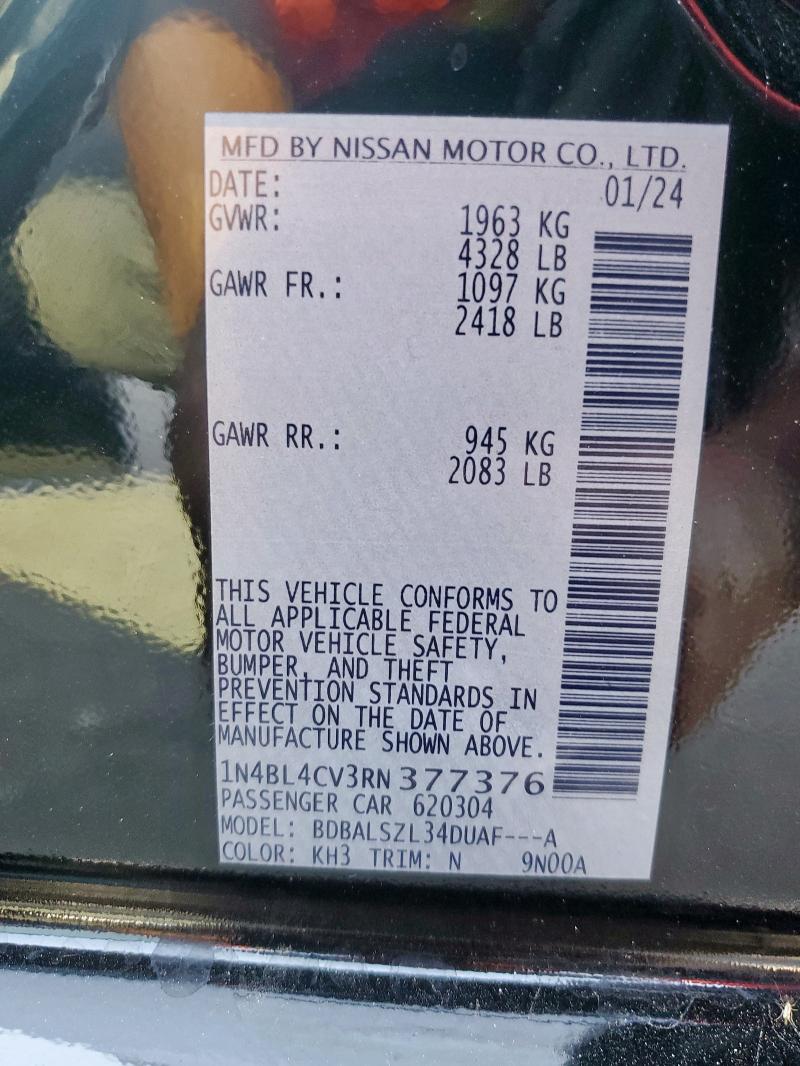 MFD BY NISSAN MOTOR CO., LTD.
DATE: 01/24
GVWR: 1963 KG
4328 LB
GAWR FR.: 1097 KG
2418 LB
GAWR RR.: 945 KG
2083 LB
THIS VEHICLE CONFORMS TO
ALL APPLICABLE FEDERAL
MOTOR VEHICLE SAFETY,
BUMPER, AND THEFT
PREVENTION STANDARDS IN
EFFECT ON THE DATE OF
MANUFACTURE SHOWN ABOVE.
1N4BL4CV3RN377376
PASSENGER CAR 620304
MODEL: BDBALSZL34DUAF---A
COLOR: KH3 TRIM: N 9N00A